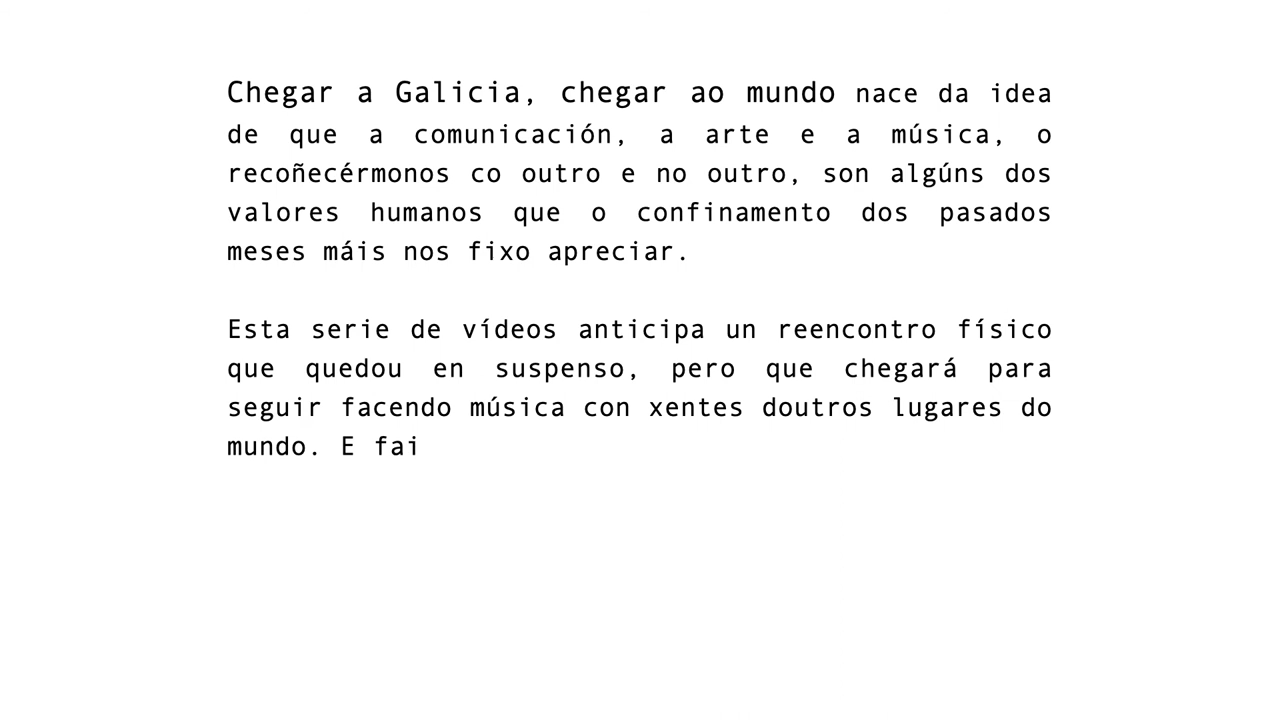 Chegar a Galicia, chegar ao mundo nace da idea
de que a comunicación, a arte e a música, o
recoñecérmonos co outro e no outro, son algúns dos
valores humanos que o confinamento dos pasados
meses máis nos fixo apreciar.
Esta serie de vídeos anticipa un reencontro físico
que quedou en suspenso, pero que chegará para
seguir facendo música con xentes doutros lugares do
mundo. E fai